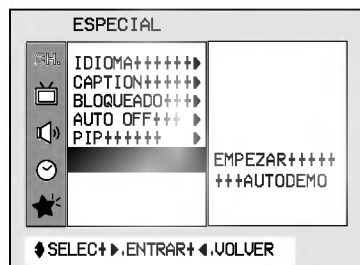 ESPECIAL
CH.
IDIOMA++++++▶
CAPTION+++++▶
BLOQUEADO+++▶
AUTO OFF+++ ▶
PIP++++++ ▶
EMPEZAR+++++
+++AUTODEMO
◆SELEC+▶.ENTRAR+◀.VOLVER